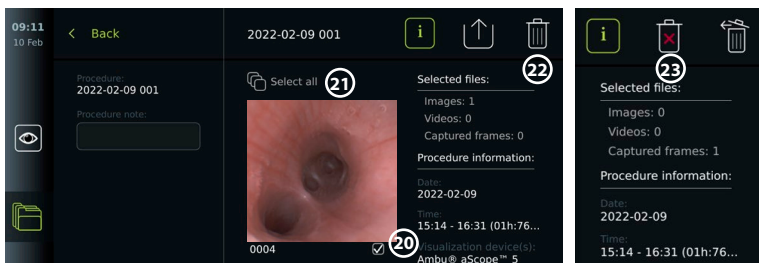 09:11
10 Feb
Back
2022-02-09 001
i
22
Procedure:
2022-02-09 001
Procedure note:
Select all
21
0004
20
Selected files:
Images: 1
Videos: 0
Captured frames: 0
Procedure information:
Date:
2022-02-09
Time:
15:14 - 16:31 (01h:76...
Visualization device(s):
Ambu® aScope™ 5
i
23
Selected files:
Images: 0
Videos: 0
Captured frames: 1
Procedure information:
Date:
2022-02-09
Time:
15:14 - 16:31 (01h:76...